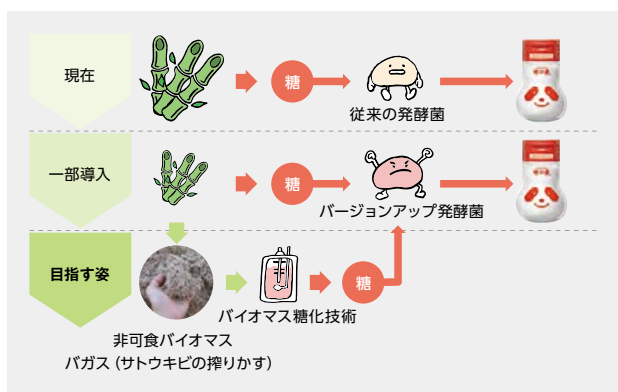 現在
糖
従来の発酵菌
一部導入
糖
バージョンアップ発酵菌
目指す姿
糖
バイオマス糖化技術
非可食バイオマス
バガス（サトウキビの搾りかす）